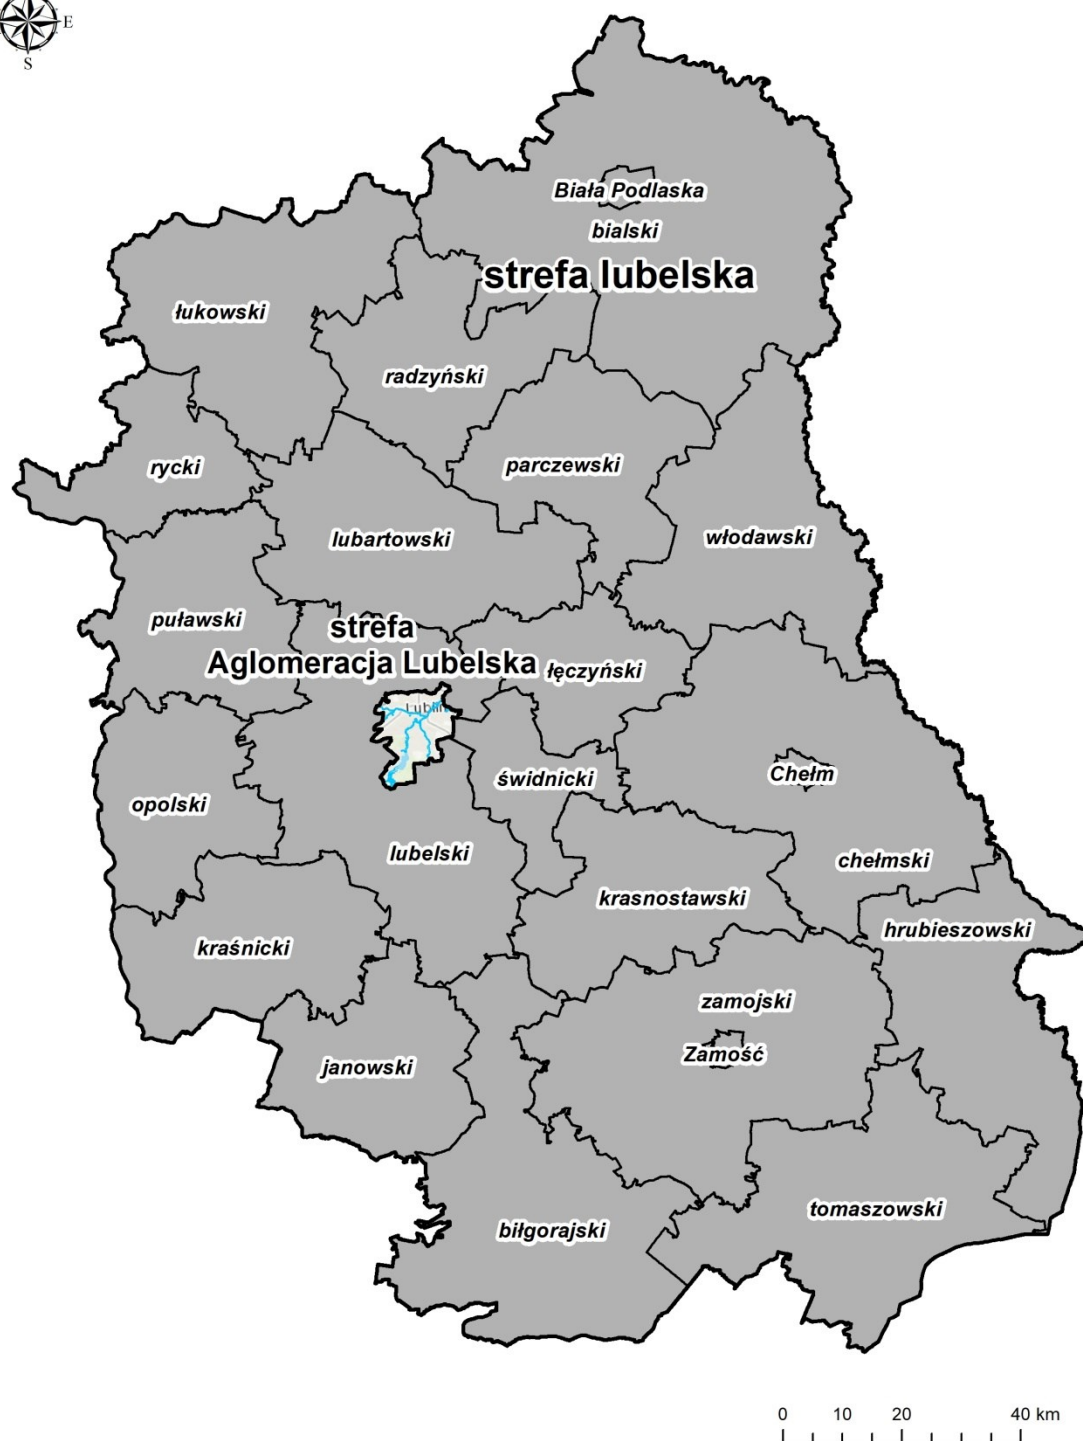 E
S
Biała Podlaska
bialski
strefa lubelska
łukowski
radzyński
rycki
parczewski
lubartowski
włodawski
puławski
strefa
Aglomeracja Lubelska
łęczyński
Lublin
świdnicki
Chełm
opolski
lubelski
chełmski
krasnostawski
hrubieszowski
kraśnicki
zamojski
Zamość
janowski
tomaszowski
biłgorajski
0 10 20 40 km